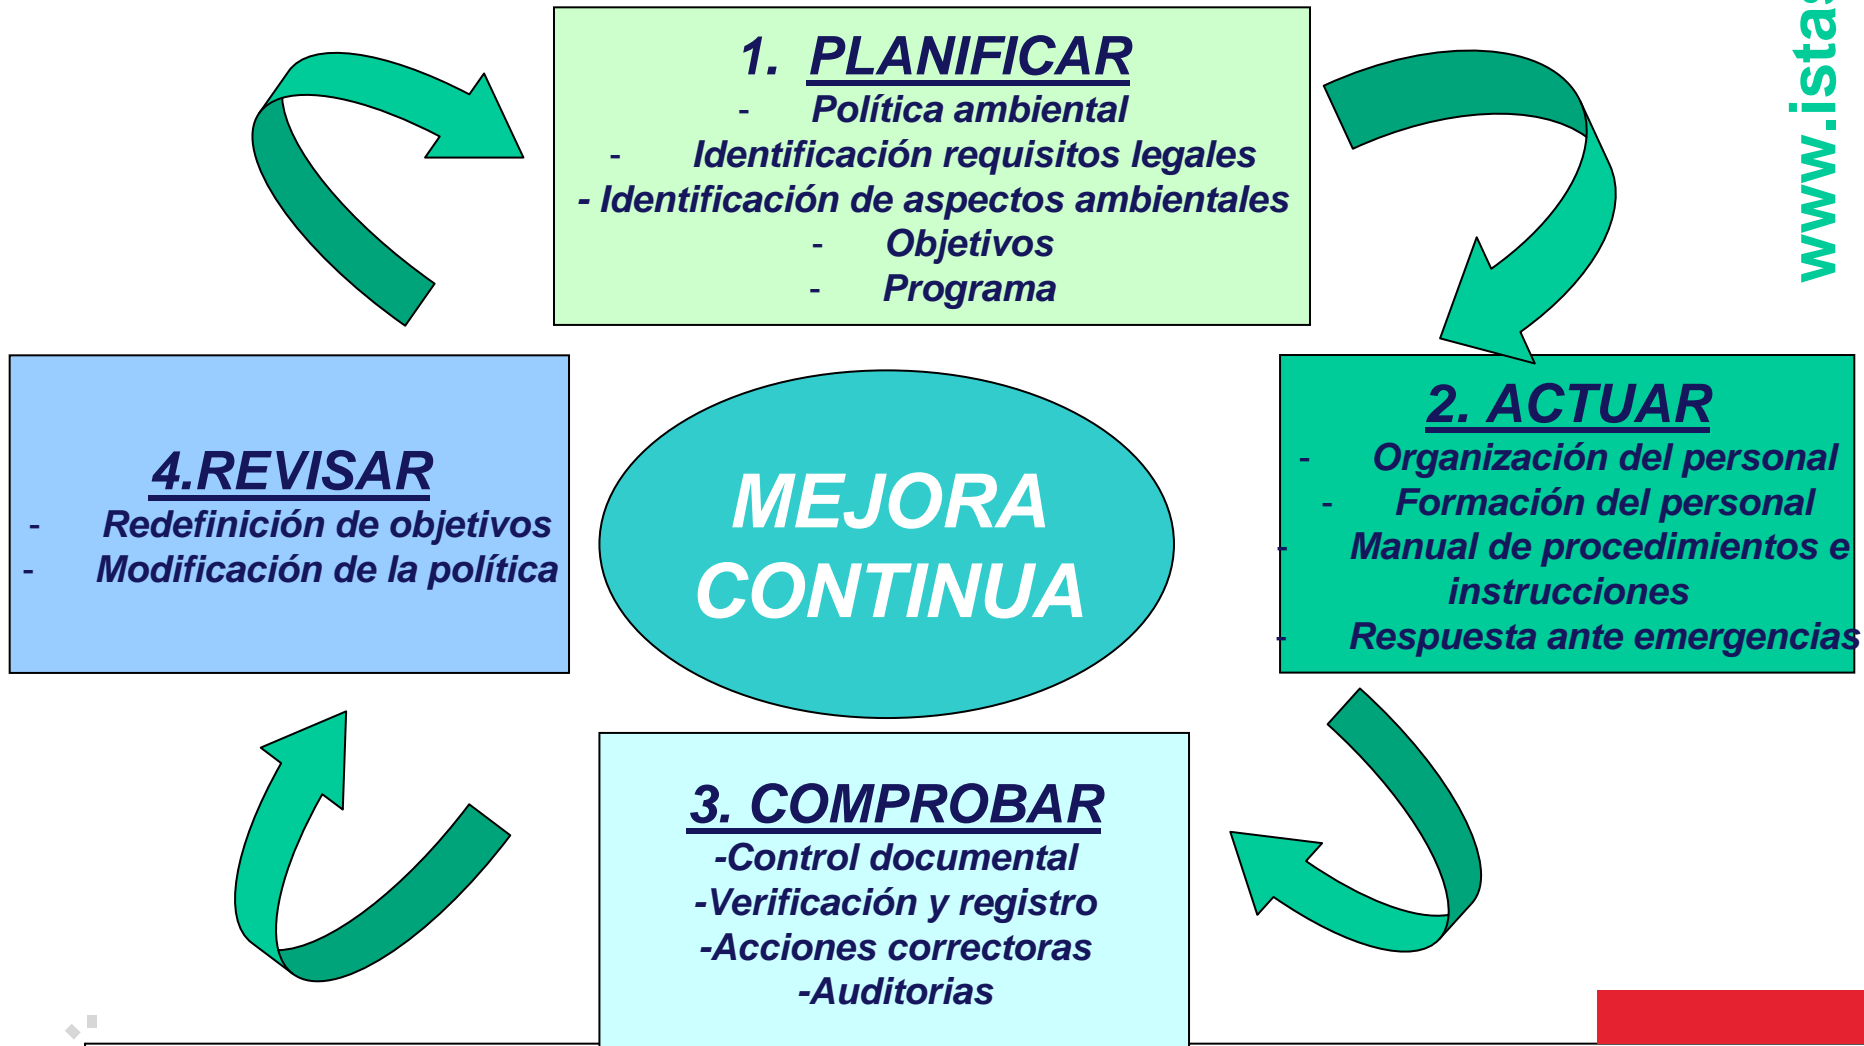 1. PLANIFICAR
- Política ambiental
- Identificación requisitos legales
- Identificación de aspectos ambientales
- Objetivos
- Programa
2. ACTUAR
- Organización del personal
- Formación del personal
- Manual de procedimientos e
instrucciones
- Respuesta ante emergencias
MEJORA
CONTINUA
3. COMPROBAR
-Control documental
-Verificación y registro
-Acciones correctoras
-Auditorias
4.REVISAR
- Redefinición de objetivos
- Modificación de la política
www.istas